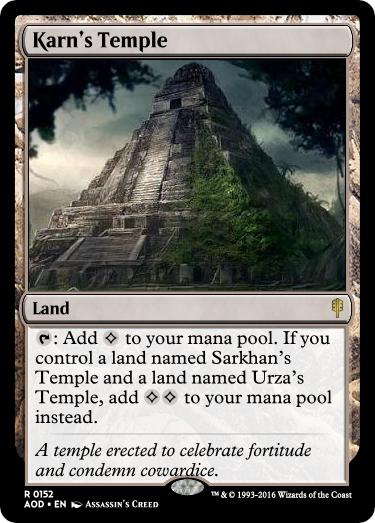 Karn's Temple
Land
: Add to your mana pool. If you
control a land named Sarkhan's
Temple and a land named Urza's
Temple, add to your mana pool
instead.
A temple erected to celebrate fortitude
and condemn cowardice.
R 0152
AOD • EN Assassin's Creed
™ & © 1993-2016 Wizards of the Coast